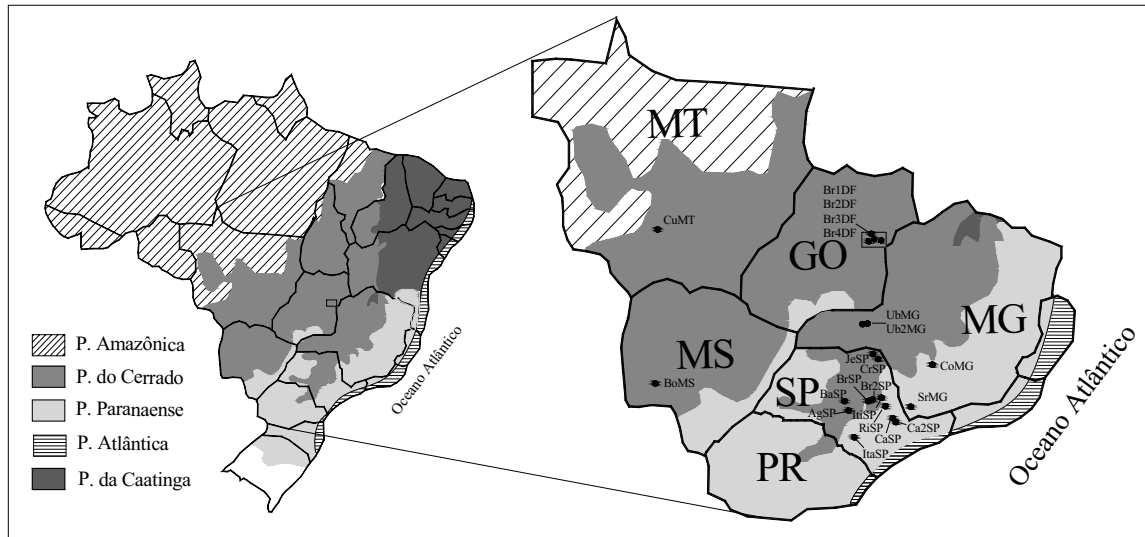 Oceano Atlântico
P. Amazônica
P. do Cerrado
P. Paranaense
P. Atlântica
P. da Caatinga
MT
CuMT
Br1DF
Br2DF
Br3DF
Br4DF
GO
UbMG
Ub2MG
MG
MS
BoMS
JeSP
CrSP
CoMG
BrSP
Br2SP
SP
BaSP
SrMG
AgSP
ItiSP
RiSP
Ca2SP
CaSP
ItaSP
PR
Oceano Atlântico